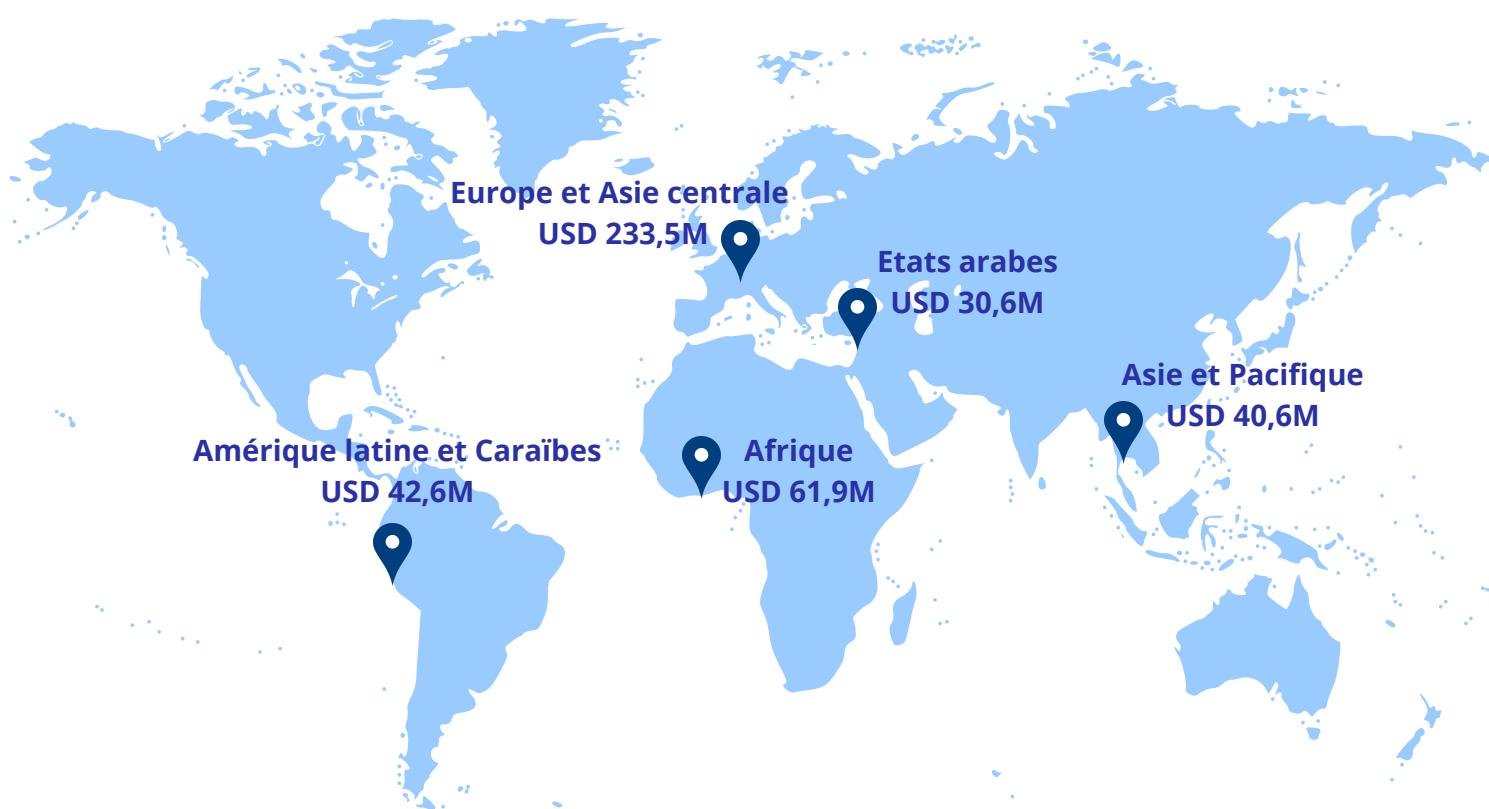 Europe et Asie centrale
USD 233,5M
Etats arabes
USD 30,6M
Asie et Pacifique
USD 40,6M
Amérique latine et Caraïbes
USD 42,6M
Afrique
USD 61,9M